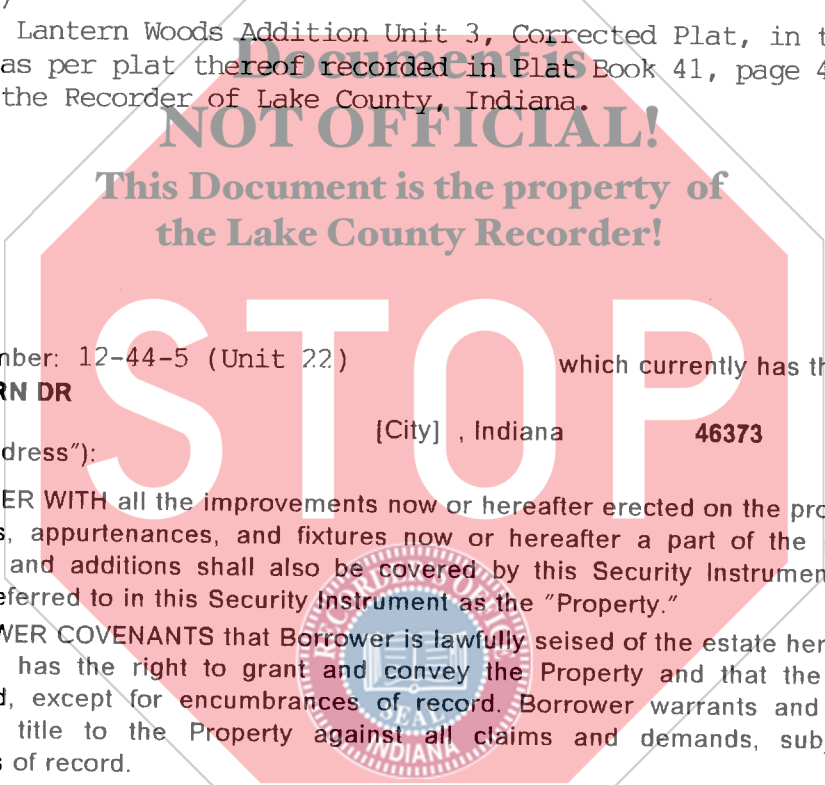 Lantern Woods Addition Unit 3, Corrected Plat, in
as per plat thereof recorded in Plat Book 41, page 4
the Recorder of Lake County, Indiana.
Document is
NOT OFFICIAL!
This Document is the property of
the Lake County Recorder!
STOP
mber: 12-44-5 (Unit 22) which currently has th
RN DR
[City] , Indiana 46373
dress"):
ER WITH all the improvements now or hereafter erected on the pro
s, appurtenances, and fixtures now or hereafter a part of the
and additions shall also be covered by this Security Instrumen
eferred to in this Security Instrument as the "Property."
WER COVENANTS that Borrower is lawfully seised of the estate her
has the right to grant and convey the Property and that the
d, except for encumbrances of record. Borrower warrants and
title to the Property against all claims and demands, sub
s of record.
SEAL
INDIANA